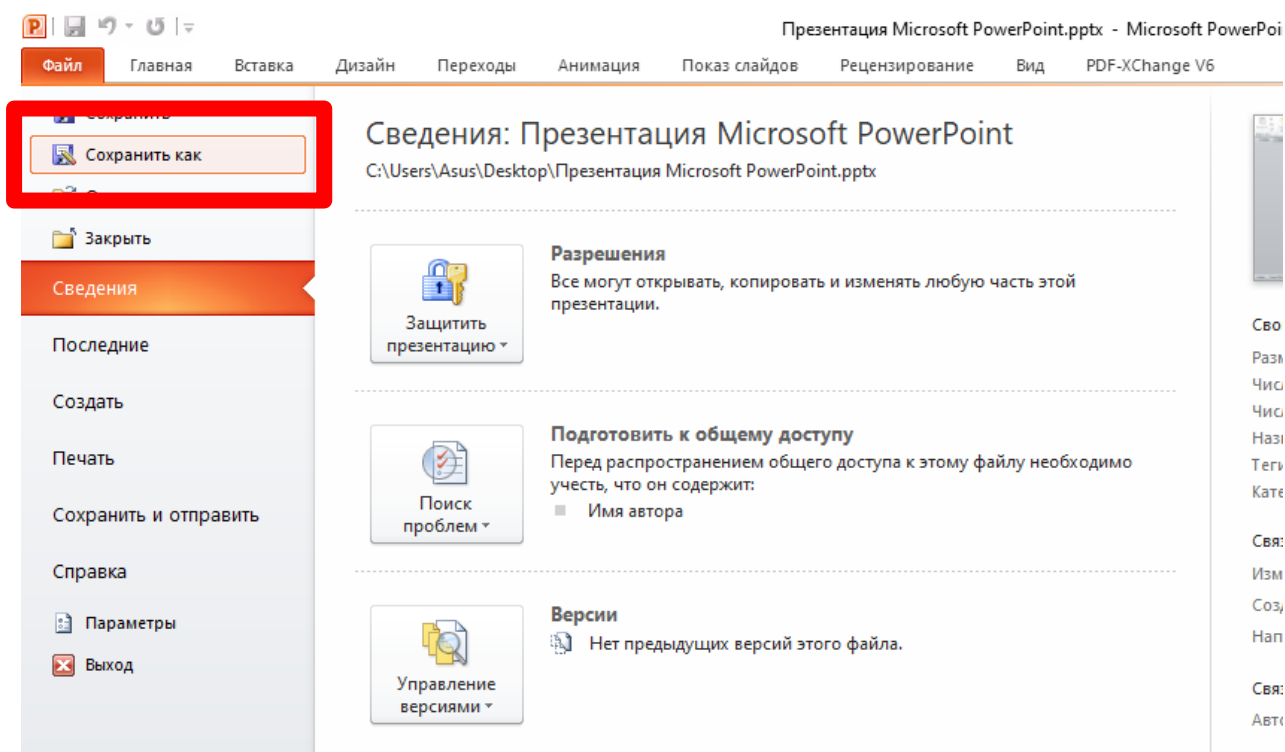 Презентация Microsoft PowerPoint.pptx - Microsoft
Файл Главная Вставка Дизайн Переходы Анимация Показ слайдов Рецензирование Вид PDF-XChange V6
Сохранить как
Закрыть
Сведения
Последние
Создать
Печать
Сохранить и отправить
Справка
Параметры
Выход
Сведения: Презентация Microsoft PowerPoint
C:\Users\Asus\Desktop\Презентация Microsoft PowerPoint.pptx
Защитить
презентацию
Разрешения
Все могут открывать, копировать и изменять любую часть этой
презентации.
Поиск
проблем
Подготовить к общему доступу
Перед распространением общего доступа к этому файлу необходимо
учесть, что он содержит:
Имя автора
Управление
версиями
Версии
Нет предыдущих версий этого файла.